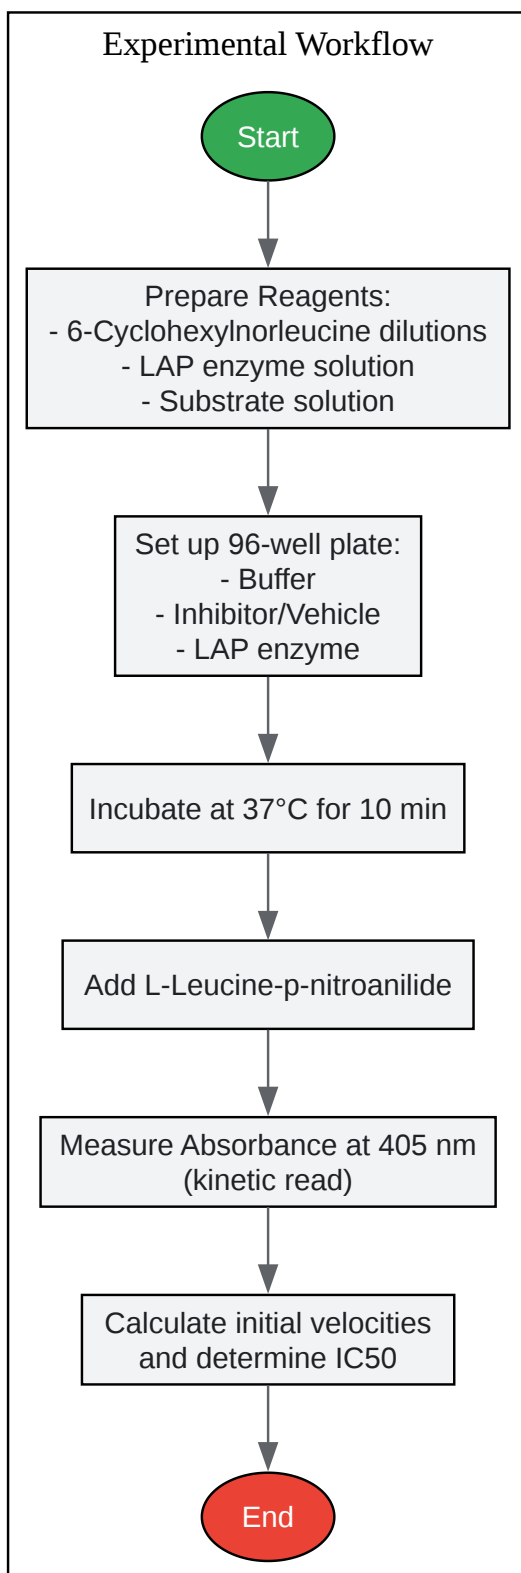 Experimental Workflow
Start
Prepare Reagents:
- 6-Cyclohexylnorleucine dilutions
- LAP enzyme solution
- Substrate solution
Set up 96-well plate:
- Buffer
- Inhibitor/Vehicle
- LAP enzyme
Incubate at 37°C for 10 min
Add L-Leucine-p-nitroanilide
Measure Absorbance at 405 nm
(kinetic read)
Calculate initial velocities
and determine IC50
End